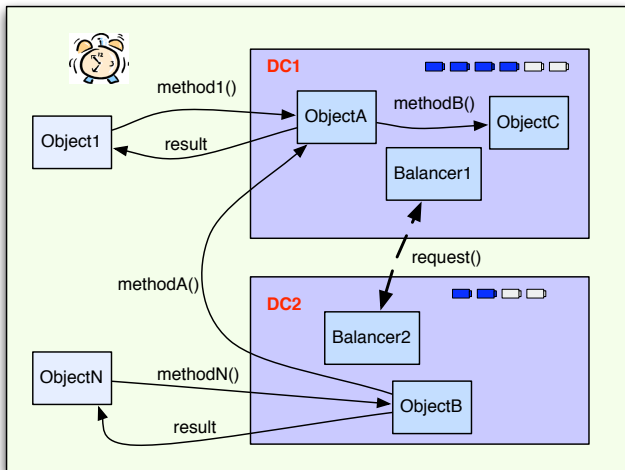 DC1
method1()
ObjectA
methodB()
ObjectC
Object1
result
Balancer1
request()
methodA()
DC2
Balancer2
ObjectN
methodN()
ObjectB
result